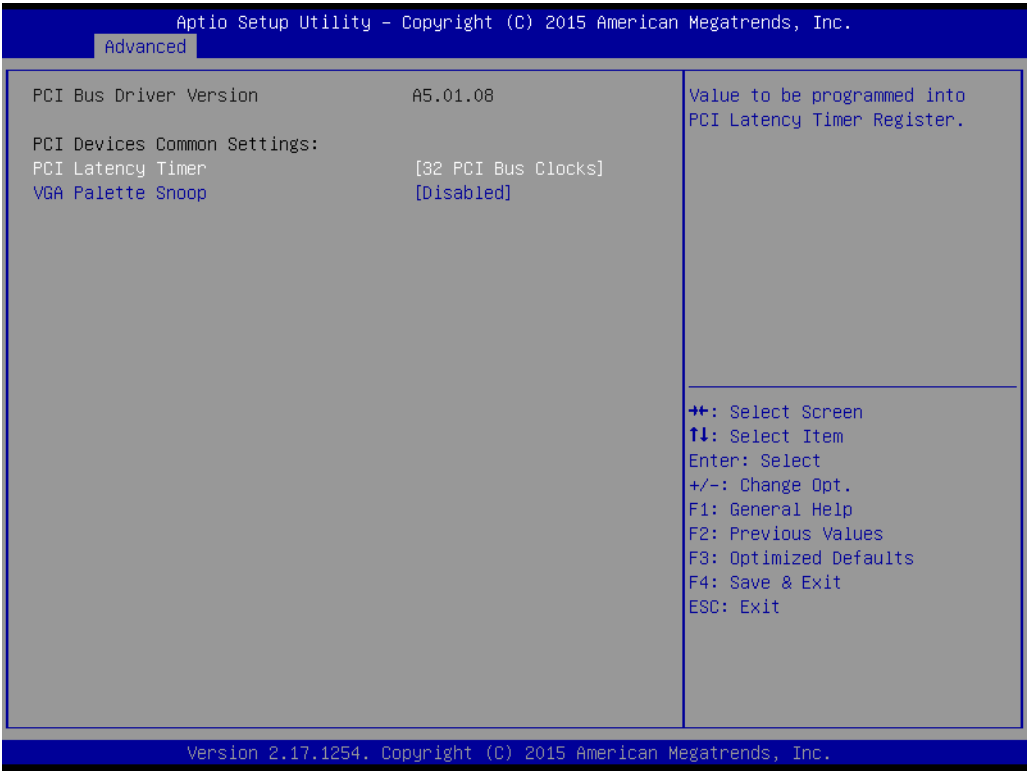 Aptio Setup Utility – Copyright (C) 2015 American Megatrends, Inc.
Advanced
PCI Bus Driver Version A5.01.08
PCI Devices Common Settings:
PCI Latency Timer [32 PCI Bus Clocks]
VGA Palette Snoop [Disabled]
Value to be programmed into
PCI Latency Timer Register.
→←: Select Screen
↑↓: Select Item
Enter: Select
+/-: Change Opt.
F1: General Help
F2: Previous Values
F3: Optimized Defaults
F4: Save & Exit
ESC: Exit
Version 2.17.1254. Copyright (C) 2015 American Megatrends, Inc.